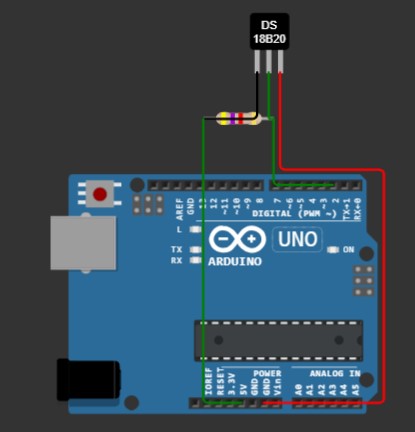 DS
18B20
AREF
GND
13
12
~11
~10
~9
8
7
~6
~5
4
~3
2
TX→1
RX←0
DIGITAL (PWM ~)
L
TX
RX
UNO
ON
ARDUINO
IOREF
RESET
3.3V
5V
GND
GND
Vin
POWER
ANALOG IN
A0
A1
A2
A3
A4
A5